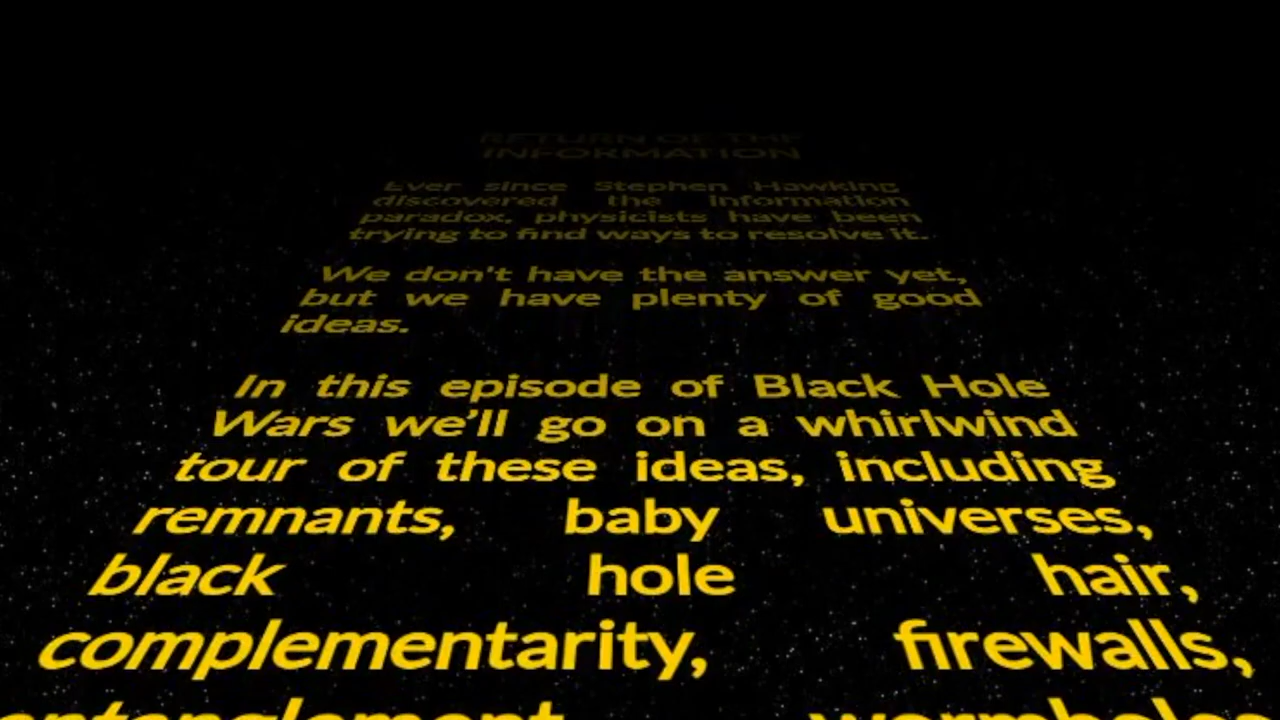 RETURN OF THE
INFORMATION
Ever since Stephen Hawking
discovered the information
paradox, physicists have been
trying to find ways to resolve it.
We don't have the answer yet,
but we have plenty of good
ideas.
In this episode of Black Hole
Wars we’ll go on a whirlwind
tour of these ideas, including
remnants, baby universes,
black hole hair,
complementarity, firewalls,
entanglement wormholes